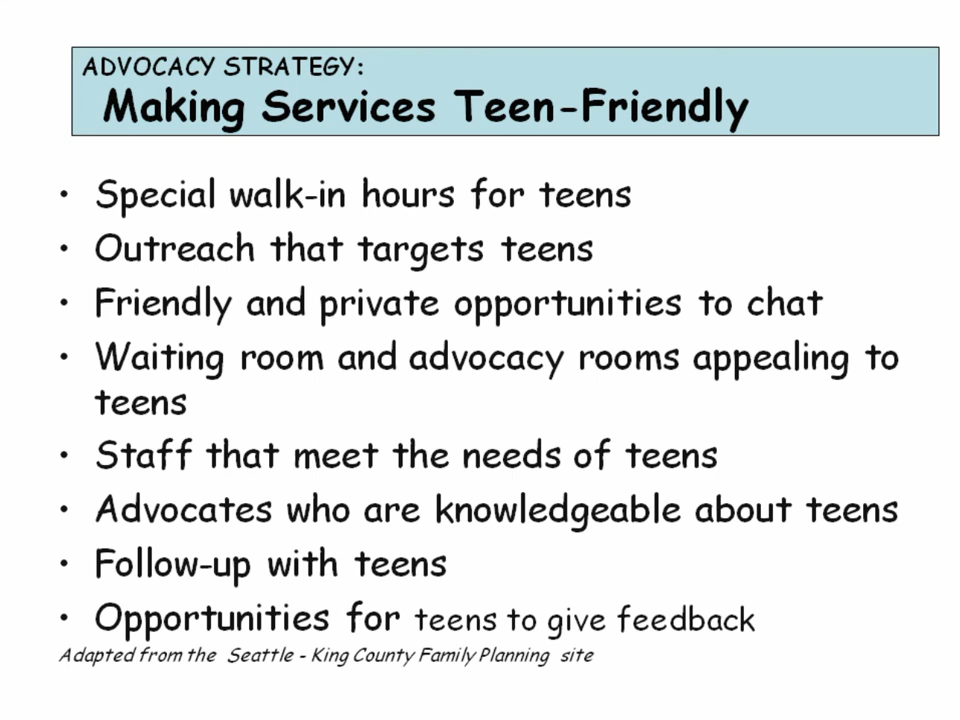 ADVOCACY STRATEGY:
Making Services Teen-Friendly
• Special walk-in hours for teens
• Outreach that targets teens
• Friendly and private opportunities to chat
• Waiting room and advocacy rooms appealing to
teens
• Staff that meet the needs of teens
• Advocates who are knowledgeable about teens
• Follow-up with teens
• Opportunities for teens to give feedback
Adapted from the Seattle - King County Family Planning site